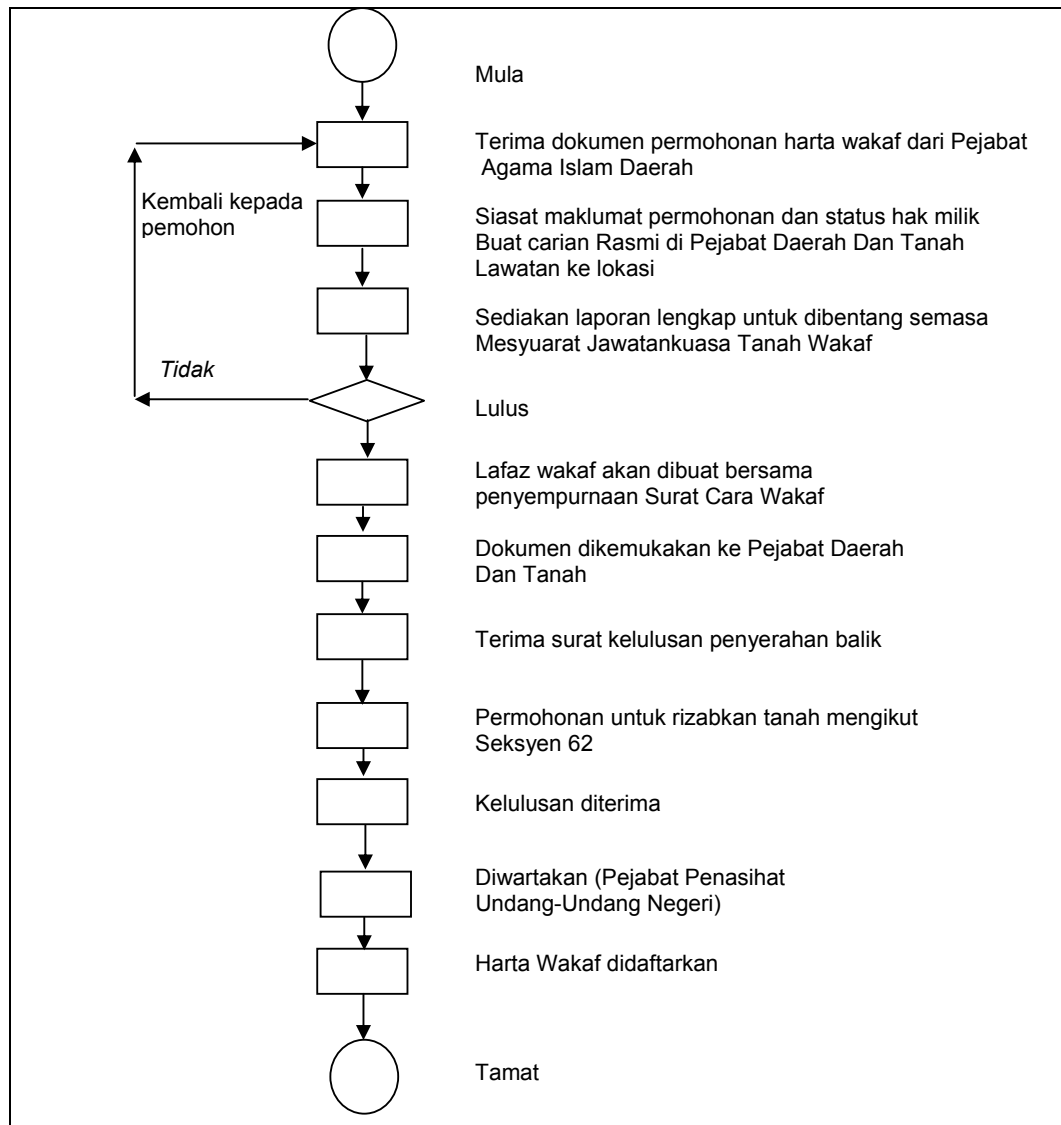 Mula
Terima dokumen permohonan harta wakaf dari Pejabat
Agama Islam Daerah
Kembali kepada
pemohon
Siasat maklumat permohonan dan status hak milik
Buat carian Rasmi di Pejabat Daerah Dan Tanah
Lawatan ke lokasi
Sediakan laporan lengkap untuk dibentang semasa
Mesyuarat Jawatankuasa Tanah Wakaf
Tidak
Lulus
Lafaz wakaf akan dibuat bersama
penyempurnaan Surat Cara Wakaf
Dokumen dikemukakan ke Pejabat Daerah
Dan Tanah
Terima surat kelulusan penyerahan balik
Permohonan untuk rizabkan tanah mengikut
Seksyen 62
Kelulusan diterima
Diwartakan (Pejabat Penasihat
Undang-Undang Negeri)
Harta Wakaf didaftarkan
Tamat